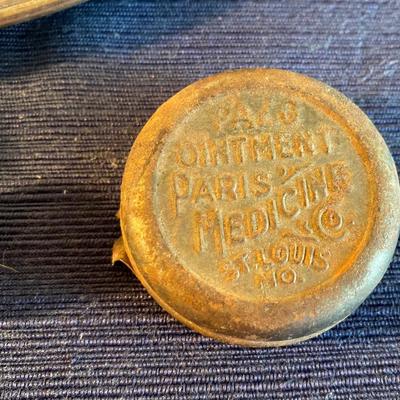 PAZO
OINTMENT
PARIS
MEDICINE
Co.
ST. LOUIS
MO.